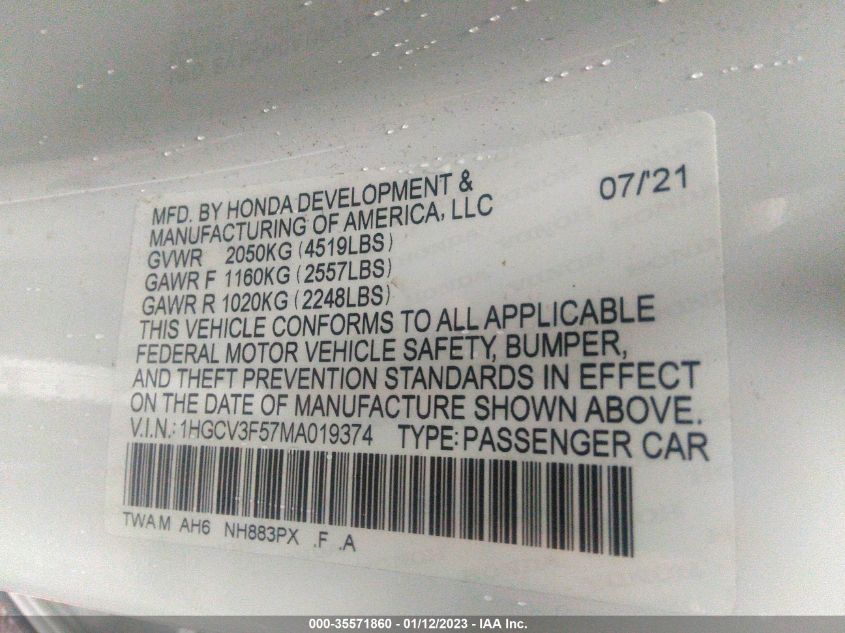 MFD. BY HONDA DEVELOPMENT & 07/'21
MANUFACTURING OF AMERICA, LLC
GVWR 2050KG (4519LBS)
GAWR F 1160KG (2557LBS)
GAWR R 1020KG (2248LBS)
THIS VEHICLE CONFORMS TO ALL APPLICABLE
FEDERAL MOTOR VEHICLE SAFETY, BUMPER,
AND THEFT PREVENTION STANDARDS IN EFFECT
ON THE DATE OF MANUFACTURE SHOWN ABOVE.
V.I.N.: 1HGCV3F57MA019374 TYPE: PASSENGER CAR
TWAM AH6 NH883PX .F .A
000-35571860 - 01/12/2023 - IAA Inc.